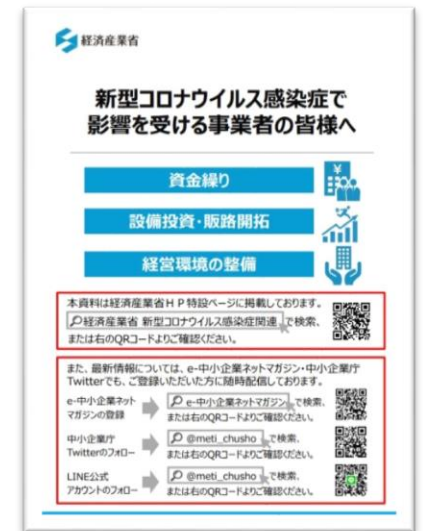 経済産業省
新型コロナウイルス感染症で
影響を受ける事業者の皆様へ
資金繰り
設備投資・販路開拓
経営環境の整備
本資料は経済産業省HP特設ページに掲載しております。
経済産業省 新型コロナウイルス感染症関連 で検索、
または右のQRコードよりご確認ください。
また、最新情報については、e-中小企業ネットマガジン・中小企業庁
Twitterでも、ご登録いただいた方に随時配信しております。
e-中小企業ネット
マガジンの登録
e-中小企業ネットマガジン で検索、
または右のQRコードよりご確認ください。
中小企業庁
Twitterのフォロー
@meti_chusho で検索、
または右のQRコードよりご確認ください。
LINE公式
アカウントのフォロー
@meti_chusho で検索、
または右のQRコードよりご確認ください。